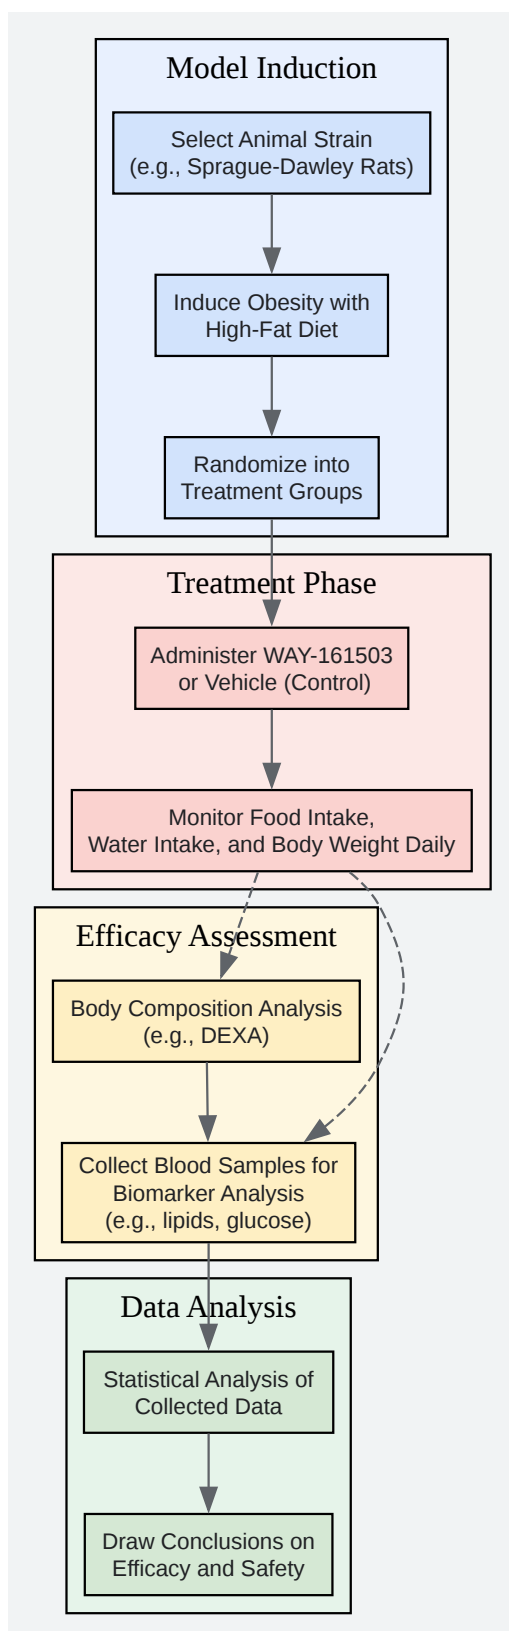 Model Induction
Select Animal Strain
(e.g., Sprague-Dawley Rats)
Induce Obesity with
High-Fat Diet
Randomize into
Treatment Groups
Treatment Phase
Administer WAY-161503
or Vehicle (Control)
Monitor Food Intake,
Water Intake, and Body Weight Daily
Efficacy Assessment
Body Composition Analysis
(e.g., DEXA)
Collect Blood Samples for
Biomarker Analysis
(e.g., lipids, glucose)
Data Analysis
Statistical Analysis of
Collected Data
Draw Conclusions on
Efficacy and Safety